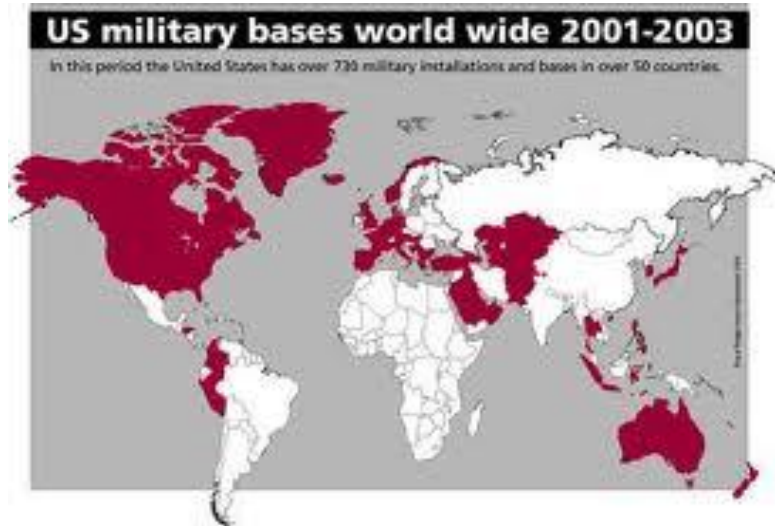 US military bases world wide 2001-2003
In this period the United States has over 730 military installations and bases in over 50 countries.